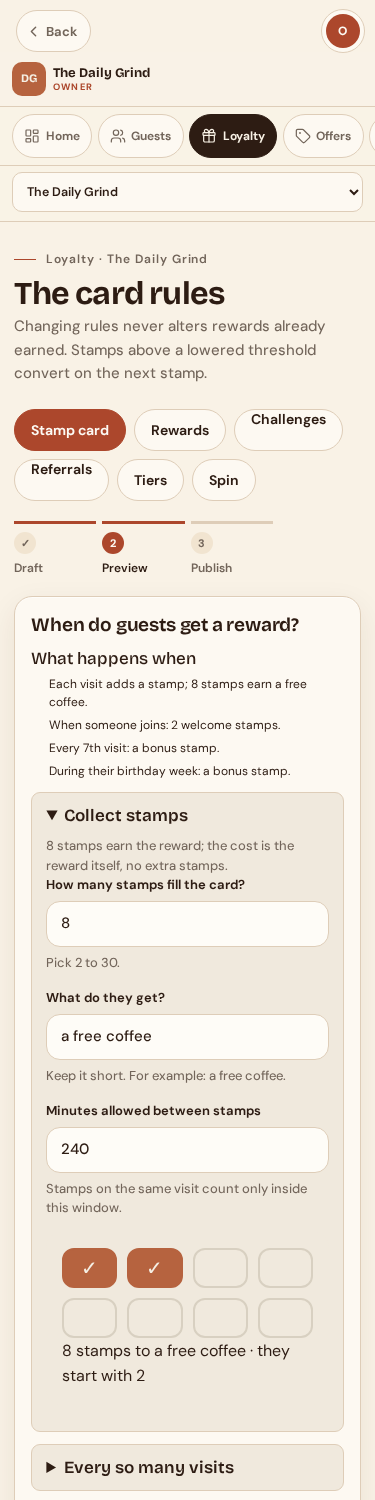 Back
O
DG
The Daily Grind
OWNER
Home
Guests
Loyalty
Offers
The Daily Grind
Loyalty · The Daily Grind
The card rules
Changing rules never alters rewards already
earned. Stamps above a lowered threshold
convert on the next stamp.
Stamp card
Rewards
Challenges
Referrals
Tiers
Spin
✓
2
3
Draft
Preview
Publish
When do guests get a reward?
What happens when
Each visit adds a stamp; 8 stamps earn a free
coffee.
When someone joins: 2 welcome stamps.
Every 7th visit: a bonus stamp.
During their birthday week: a bonus stamp.
▼ Collect stamps
8 stamps earn the reward; the cost is the
reward itself, no extra stamps.
How many stamps fill the card?
8
Pick 2 to 30.
What do they get?
a free coffee
Keep it short. For example: a free coffee.
Minutes allowed between stamps
240
Stamps on the same visit count only inside
this window.
✓ ✓
8 stamps to a free coffee · they
start with 2
▶ Every so many visits